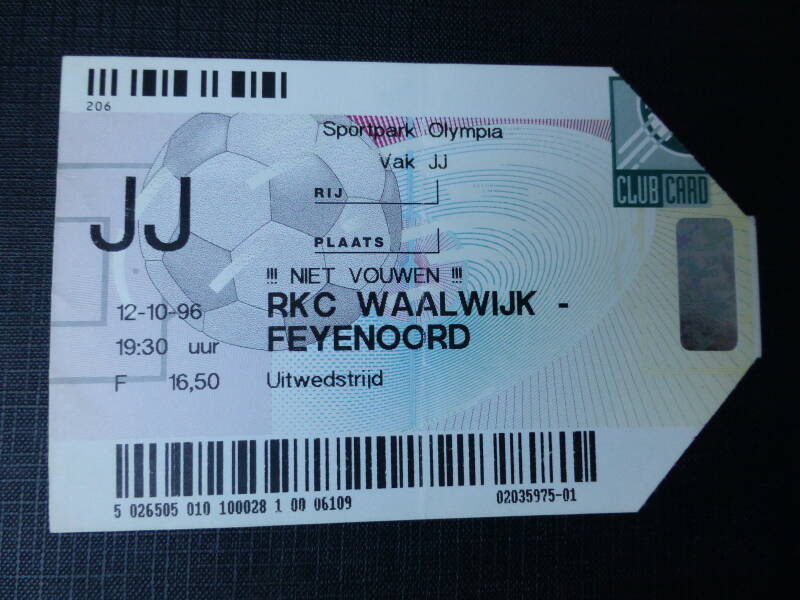 206
Sportpark Olympia
Vak JJ
CLUB CARD
JJ
RIJ
PLAATS
!!! NIET VOUWEN !!!
12-10-96
RKC WAALWIJK -
19:30 uur
FEYENOORD
F 16,50
Uitwedstrijd
5 026505 010 100028 1 00 06109
02035975-01